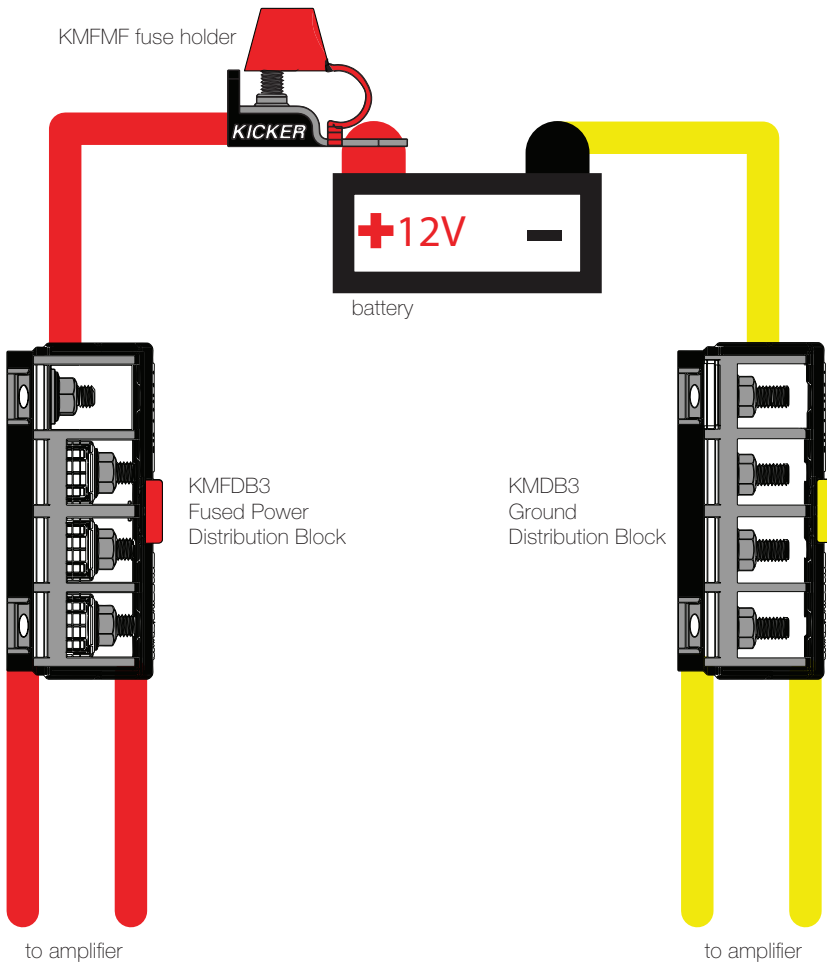 KMFMF fuse holder
KICKER
+12V −
battery
KMFDB3
Fused Power
Distribution Block
KMDB3
Ground
Distribution Block
to amplifier
to amplifier